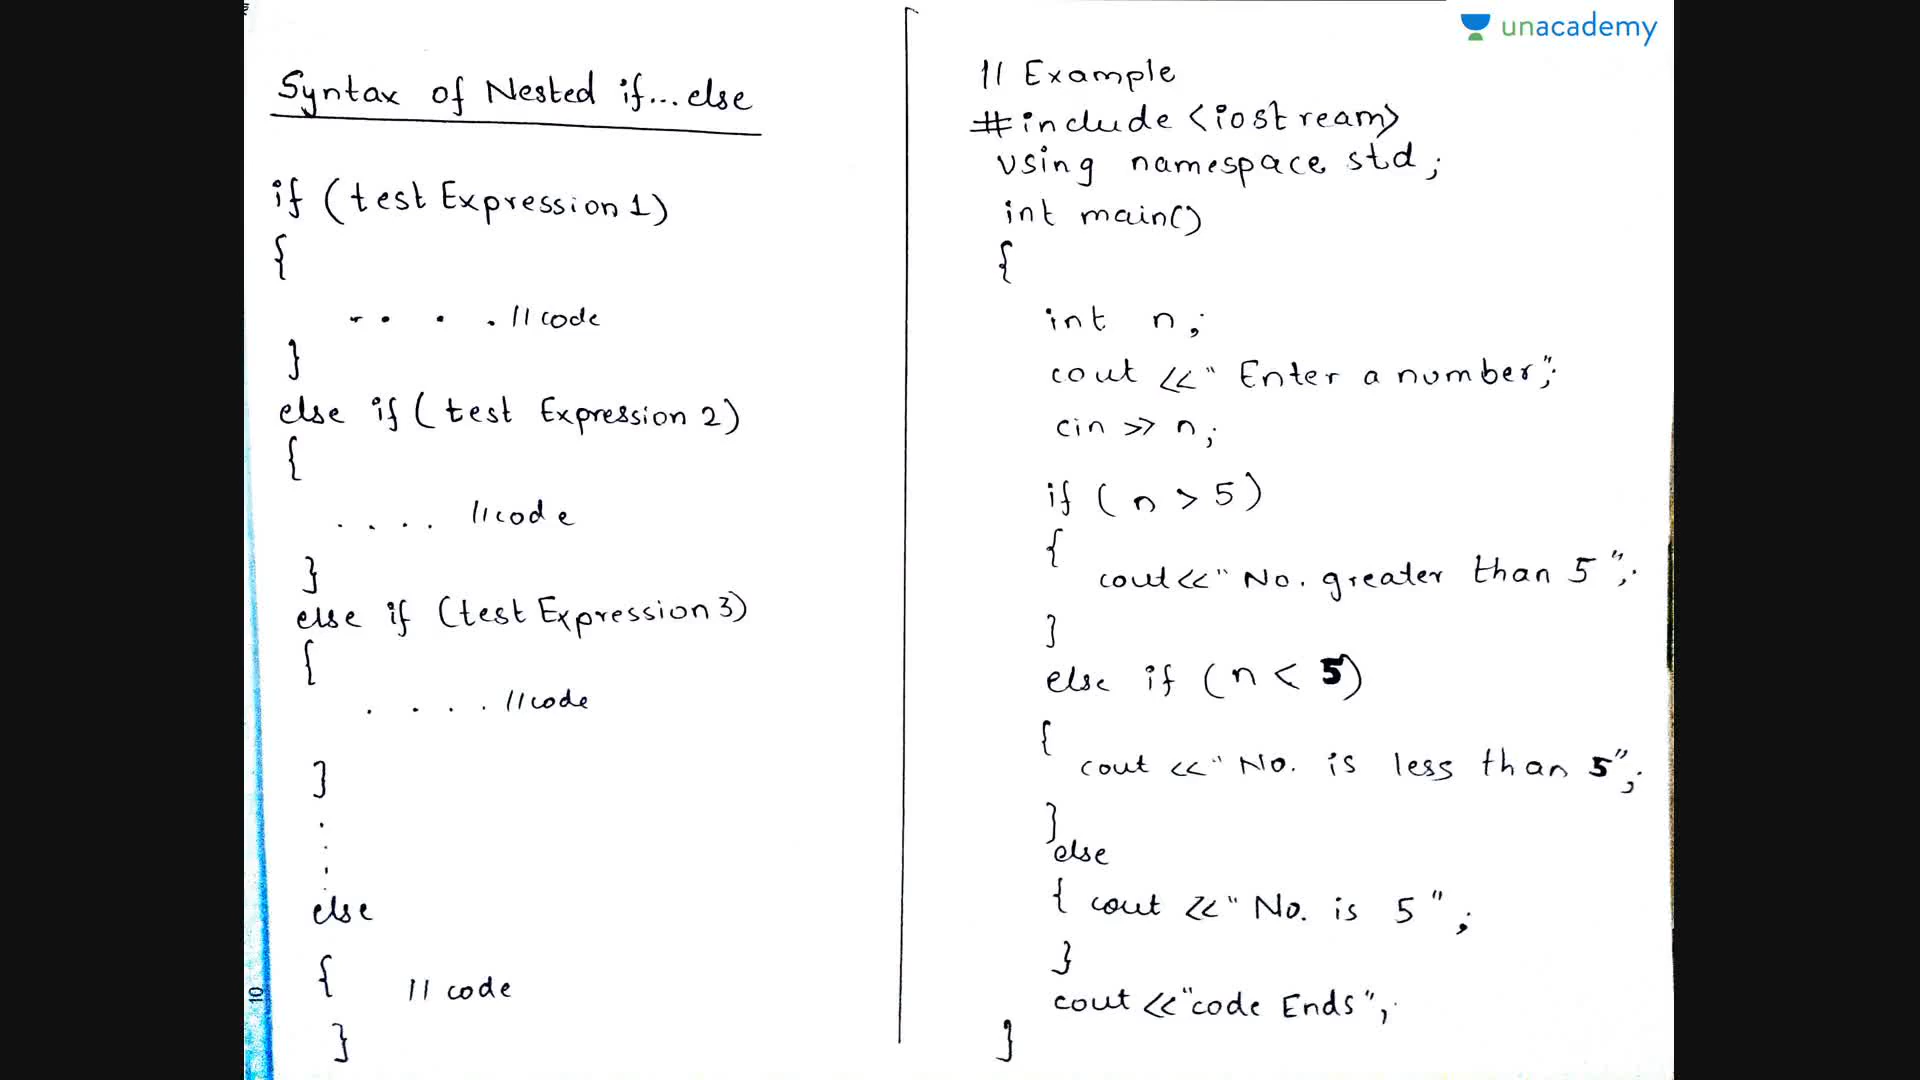 unacademy
Syntax of Nested if...else
if (test Expression 1)
{
. . . . //code
}
else if ( test Expression 2)
{
. . . . //code
}
else if (test Expression 3)
{
. . . . //code
}
.
.
.
.
else
{ // code
}
10
// Example
#include <iostream>
using namespace std;
int main()
{
int n;
cout <<" Enter a number";
cin >> n;
if ( n > 5 )
{
cout<<" No. greater than 5 ";
}
else if ( n < 5)
{
cout <<" No. is less than 5";
}
else
{ cout <<" No. is 5 " ;
}
cout <<"code Ends";
}